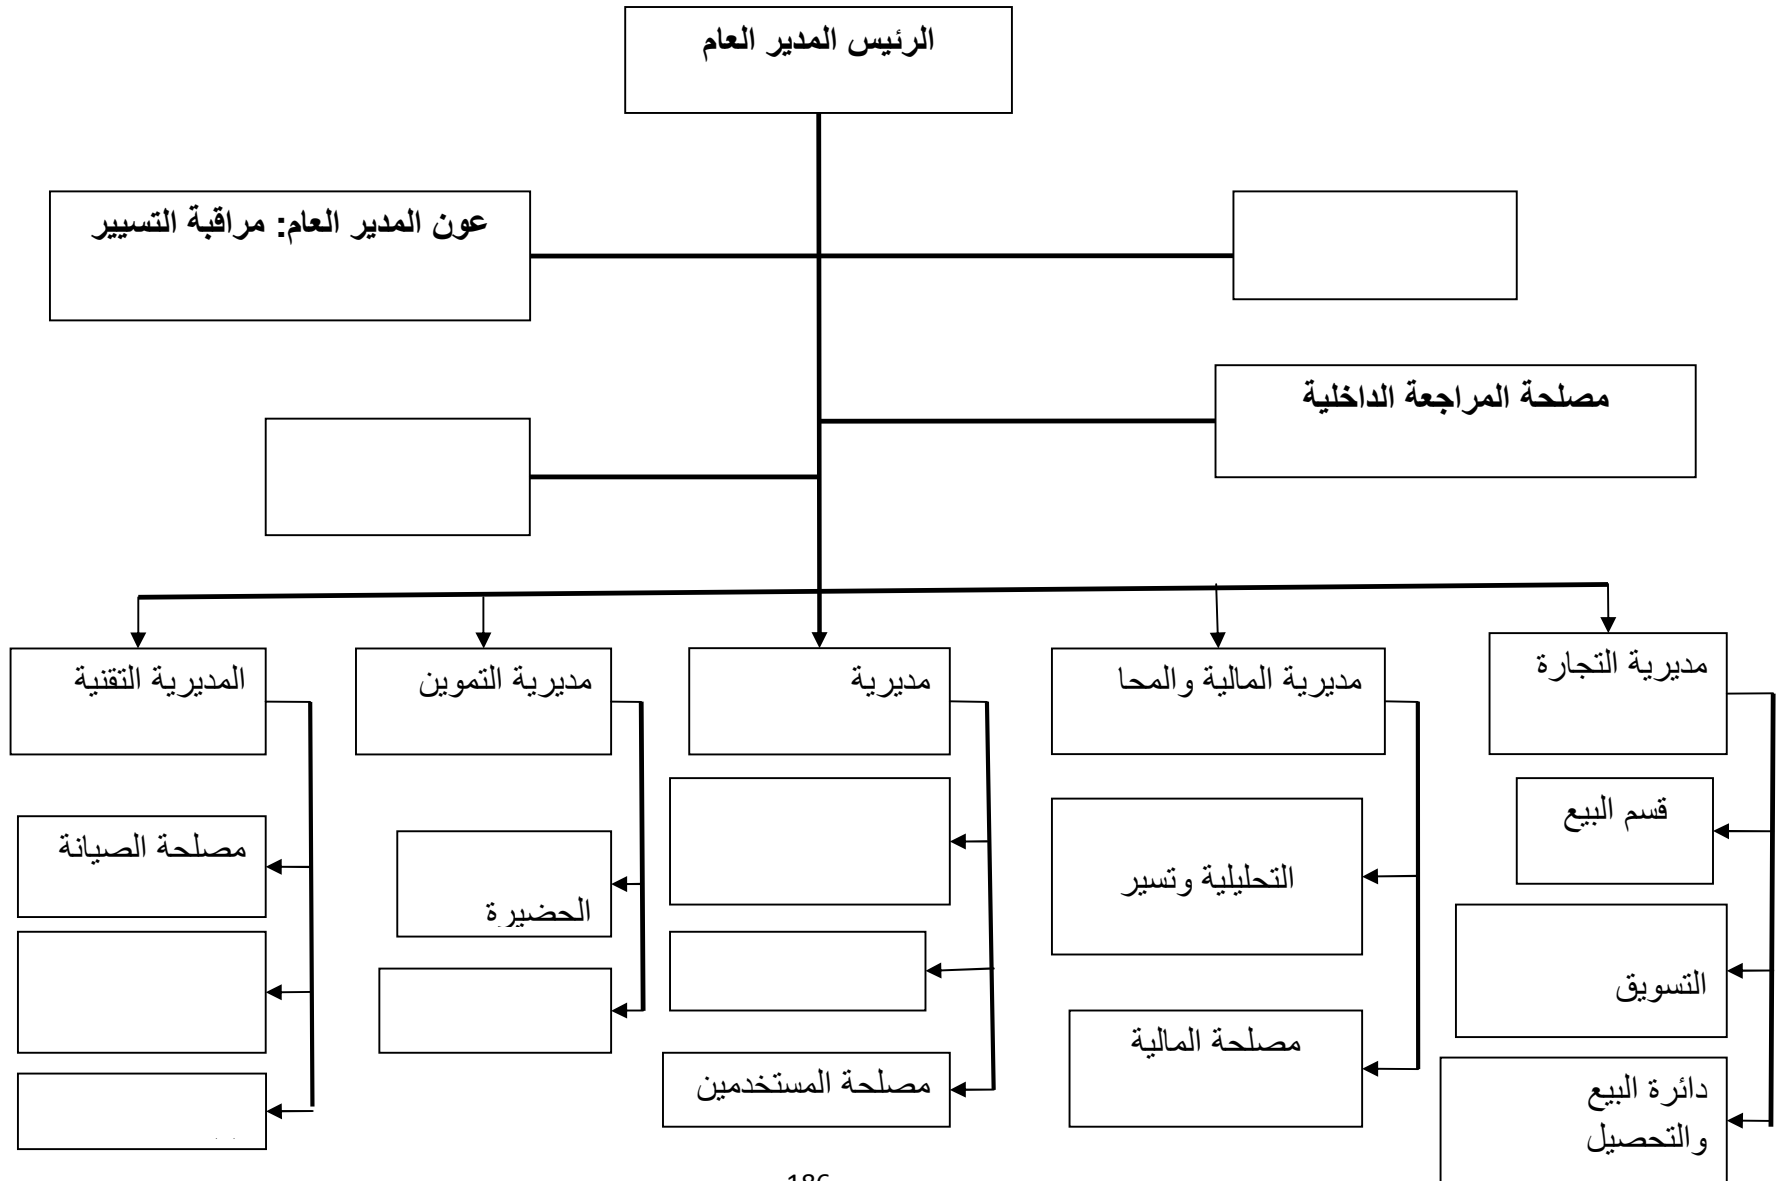 الرئيس المدير العام
عون المدير العام: مراقبة التسيير
مصلحة المراجعة الداخلية
مديرية التجارة
مديرية المالية والمحا
مديرية
مديرية التموين
المديرية التقنية
قسم البيع
التسويق
دائرة البيع
والتحصيل
التحليلية وتسير
مصلحة المالية
مصلحة المستخدمين
الحضيرة
مصلحة الصيانة
186